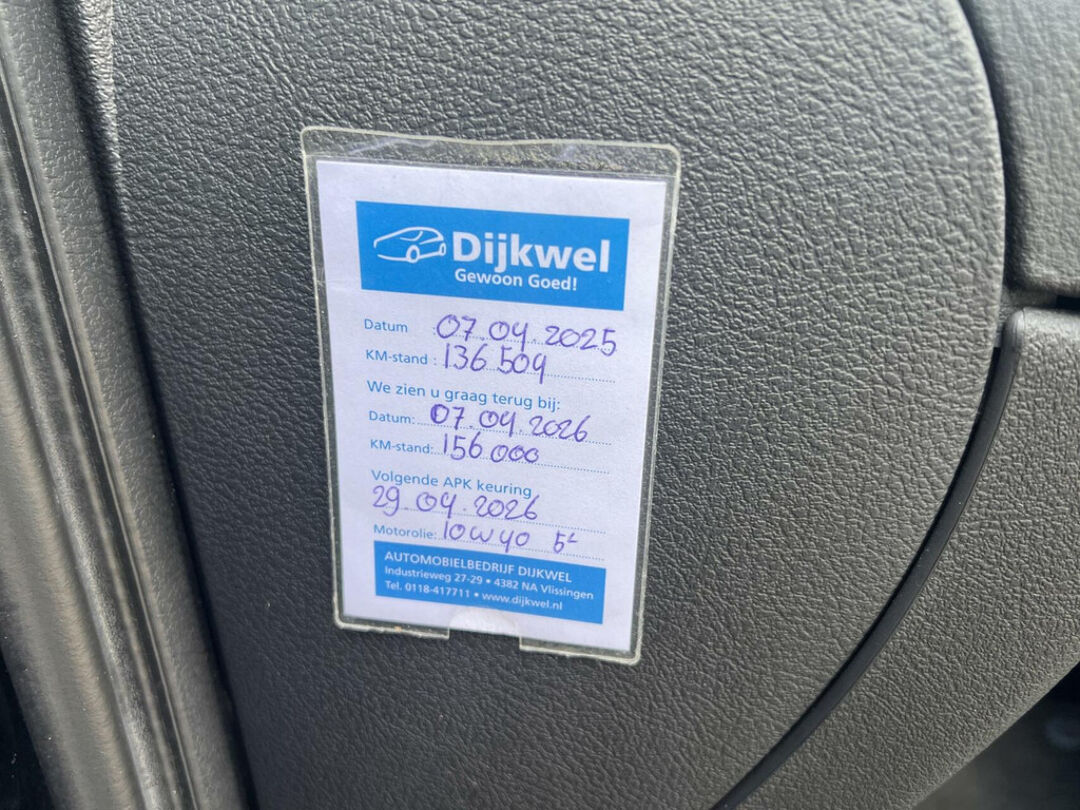 Dijkwel
Gewoon Goed!
Datum : 07.04.2025
KM-stand : 136 504
We zien u graag terug bij:
Datum: 07.04.2026
KM-stand: 156 000
Volgende APK keuring
29.04.2026
Motorolie: 10W40 5L
AUTOMOBIELBEDRIJF DIJKWEL
Industrieweg 27-29 • 4382 NA Vlissingen
Tel. 0118-417711 • www.dijkwel.nl